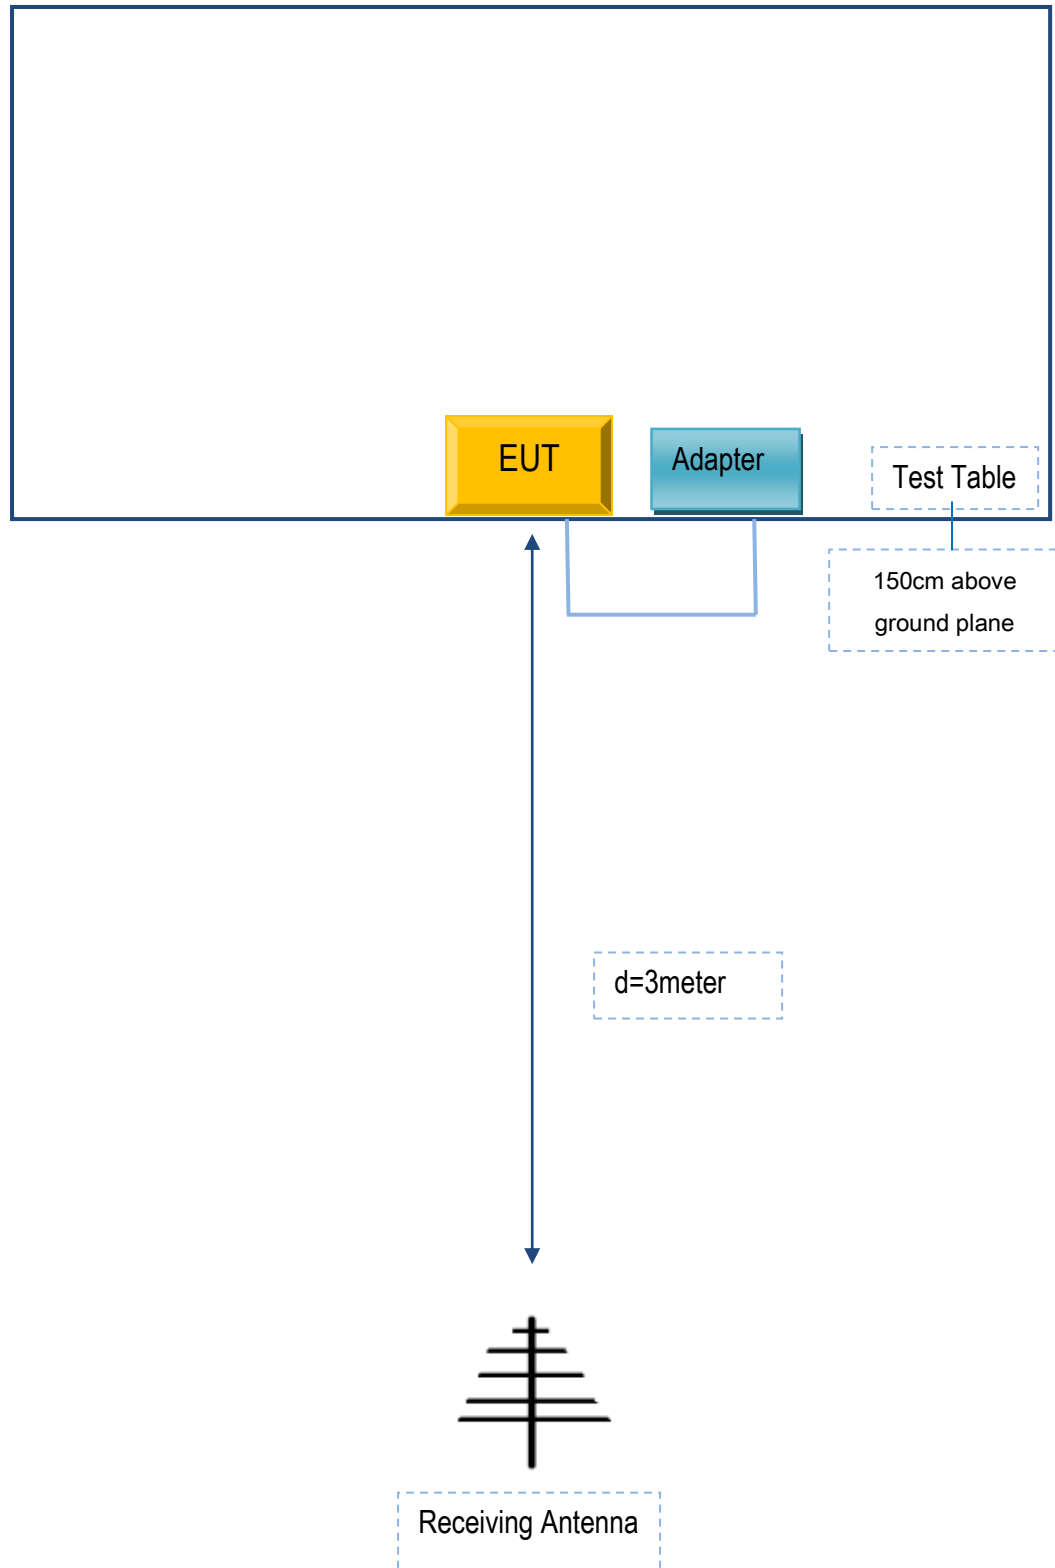 EUT
Adapter
Test Table
150cm above
ground plane
d=3meter
Receiving Antenna